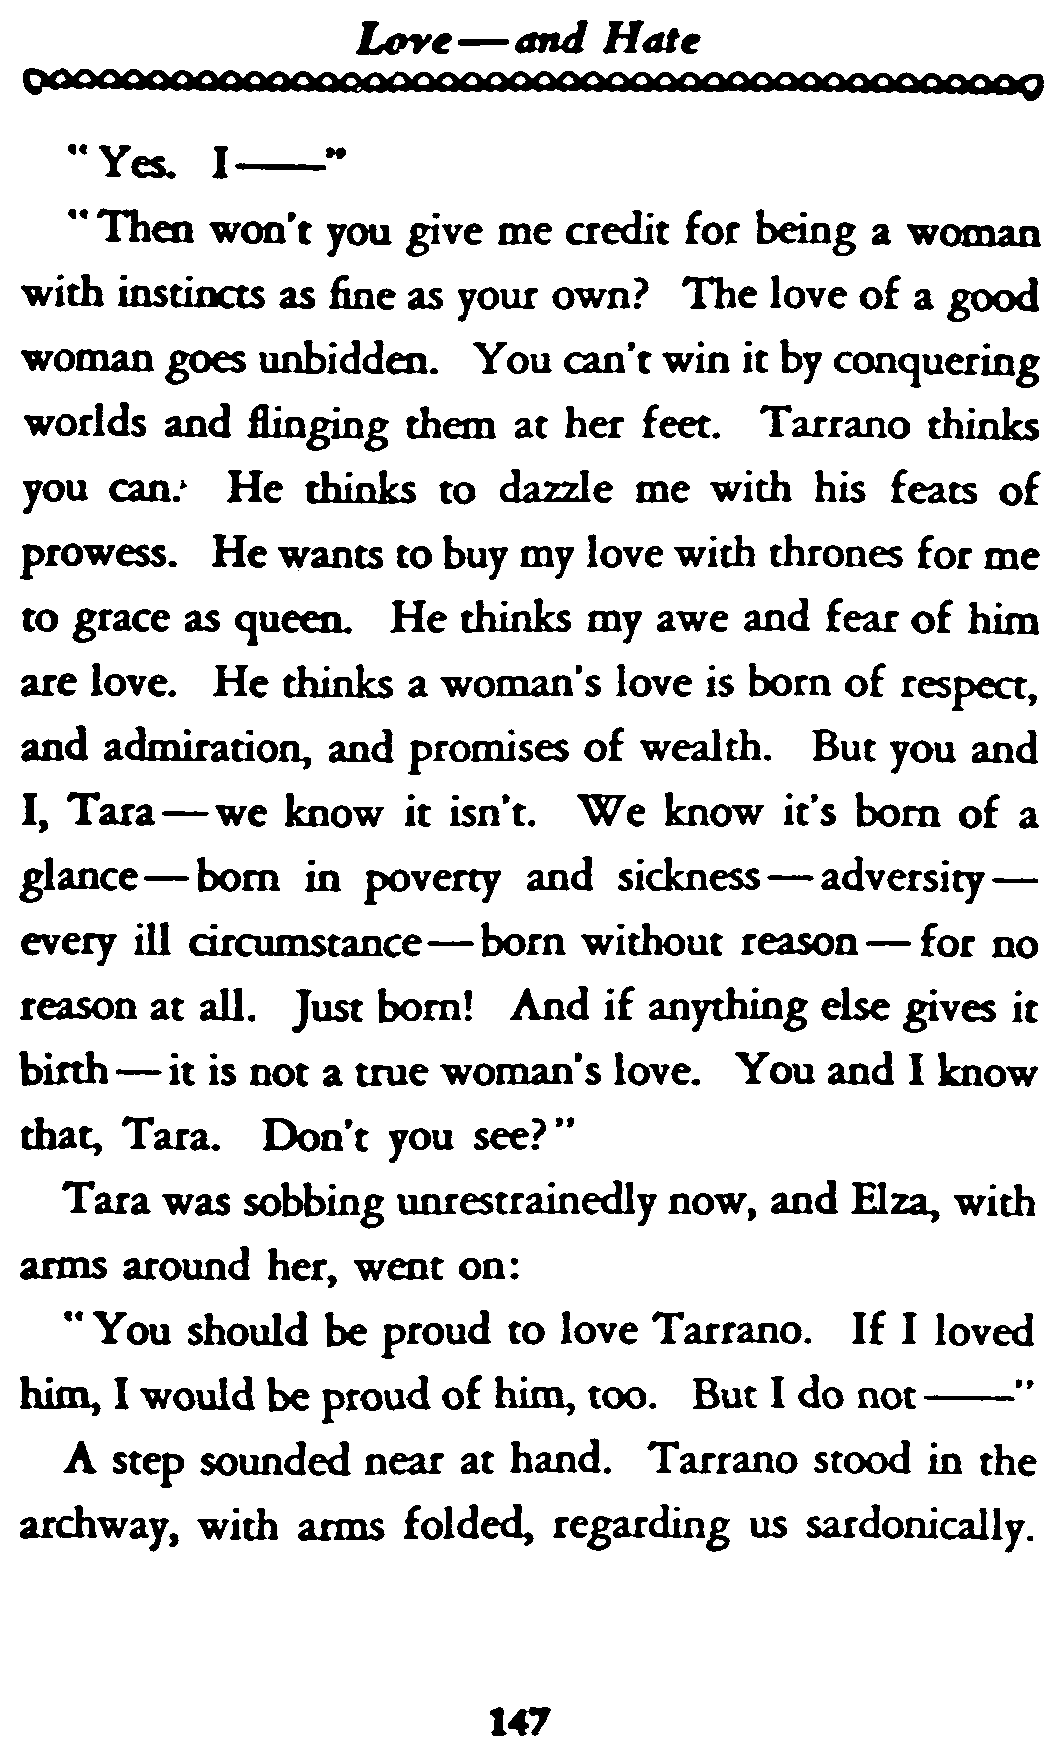 Love—and Hate
"Yes. I——"
"Then won't you give me credit for being a woman
with instincts as fine as your own? The love of a good
woman goes unbidden. You can't win it by conquering
worlds and flinging them at her feet. Tarrano thinks
you can. He thinks to dazzle me with his feats of
prowess. He wants to buy my love with thrones for me
to grace as queen. He thinks my awe and fear of him
are love. He thinks a woman's love is born of respect,
and admiration, and promises of wealth. But you and
I, Tara—we know it isn't. We know it's born of a
glance—born in poverty and sickness—adversity—
every ill circumstance—born without reason—for no
reason at all. Just born! And if anything else gives it
birth—it is not a true woman's love. You and I know
that, Tara. Don't you see?"
Tara was sobbing unrestrainedly now, and Elza, with
arms around her, went on:
"You should be proud to love Tarrano. If I loved
him, I would be proud of him, too. But I do not——"
A step sounded near at hand. Tarrano stood in the
archway, with arms folded, regarding us sardonically.
147